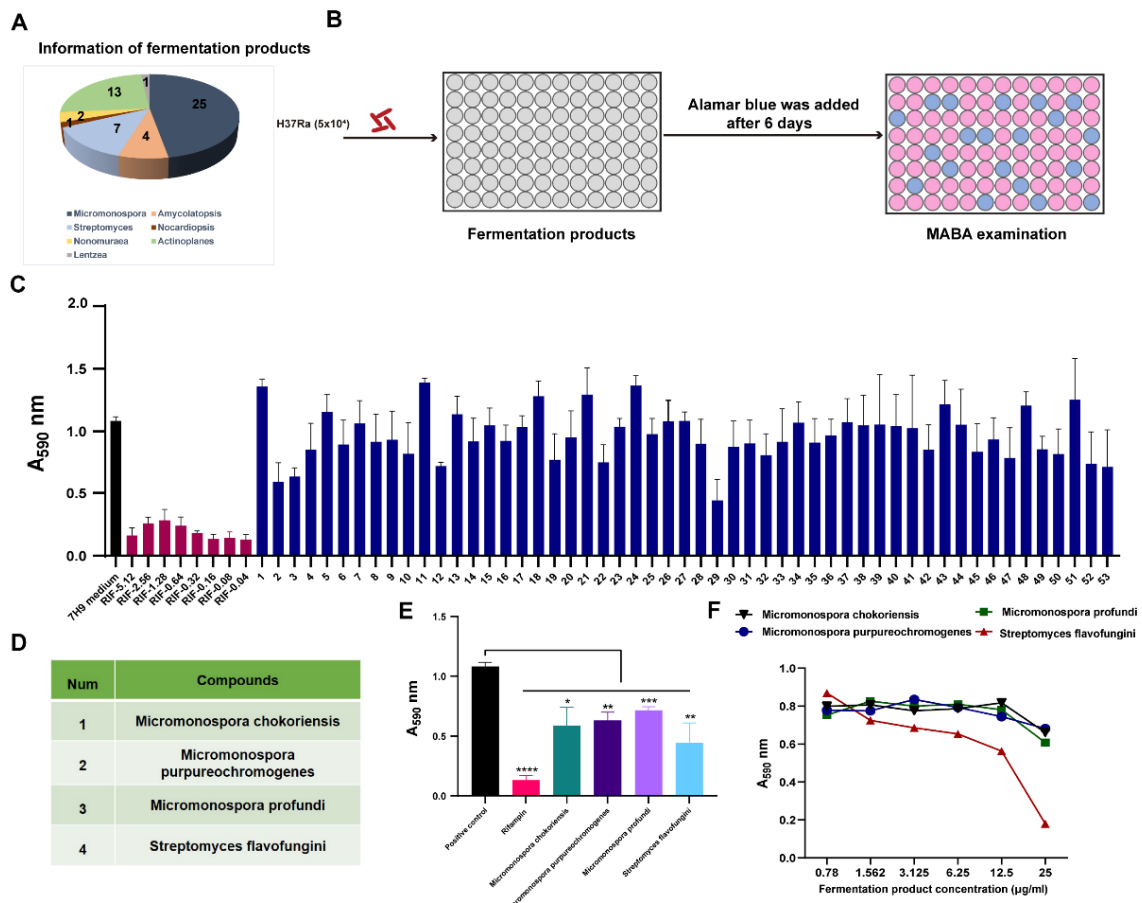 A
Information of fermentation products
1
13
25
2
1
7
4
Micromonospora
Amycolatopsis
Streptomyces
Nocardiopsis
Nonomuraea
Actinoplanes
Lentzea
B
H37Ra (5x10⁴)
Fermentation products
Alamar blue was added
after 6 days
MABA examination
C
A590 nm
2.0
1.5
1.0
0.5
0.0
7H9 medium
RIF-5.12
RIF-2.56
RIF-1.28
RIF-0.64
RIF-0.32
RIF-0.16
RIF-0.08
RIF-0.04
1
2
3
4
5
6
7
8
9
10
11
12
13
14
15
16
17
18
19
20
21
22
23
24
25
26
27
28
29
30
31
32
33
34
35
36
37
38
39
40
41
42
43
44
45
46
47
48
49
50
51
52
53
D
Num Compounds
1 Micromonospora chokoriensis
2 Micromonospora
purpureochromogenes
3 Micromonospora profundi
4 Streptomyces flavofungini
E
A590 nm
1.5
1.0
0.5
0.0
****
*
**
***
**
Positive control
Rifampin
Micromonospora chokoriensis
romonospora purpureochromogenes
Micromonospora profundi
Streptomyces flavofungini
F
Micromonospora chokoriensis
Micromonospora profundi
Micromonospora purpureochromogenes
Streptomyces flavofungini
A590 nm
1.0
0.8
0.6
0.4
0.2
0.0
0.78
1.562
3.125
6.25
12.5
25
Fermentation product concentration (μg/ml)